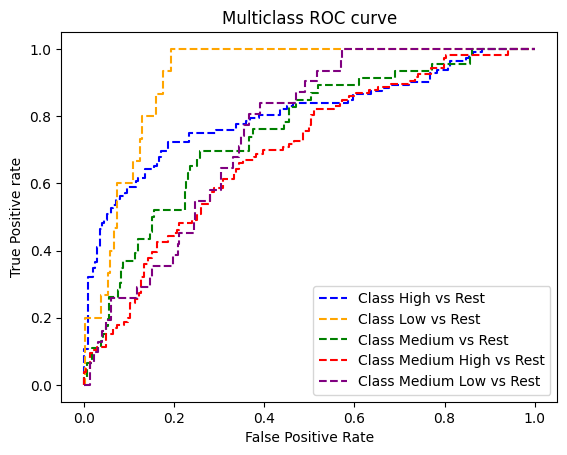 Multiclass ROC curve
True Positive rate
1.0
0.8
0.6
0.4
0.2
0.0
Class High vs Rest
Class Low vs Rest
Class Medium vs Rest
Class Medium High vs Rest
Class Medium Low vs Rest
0.0 0.2 0.4 0.6 0.8 1.0
False Positive Rate